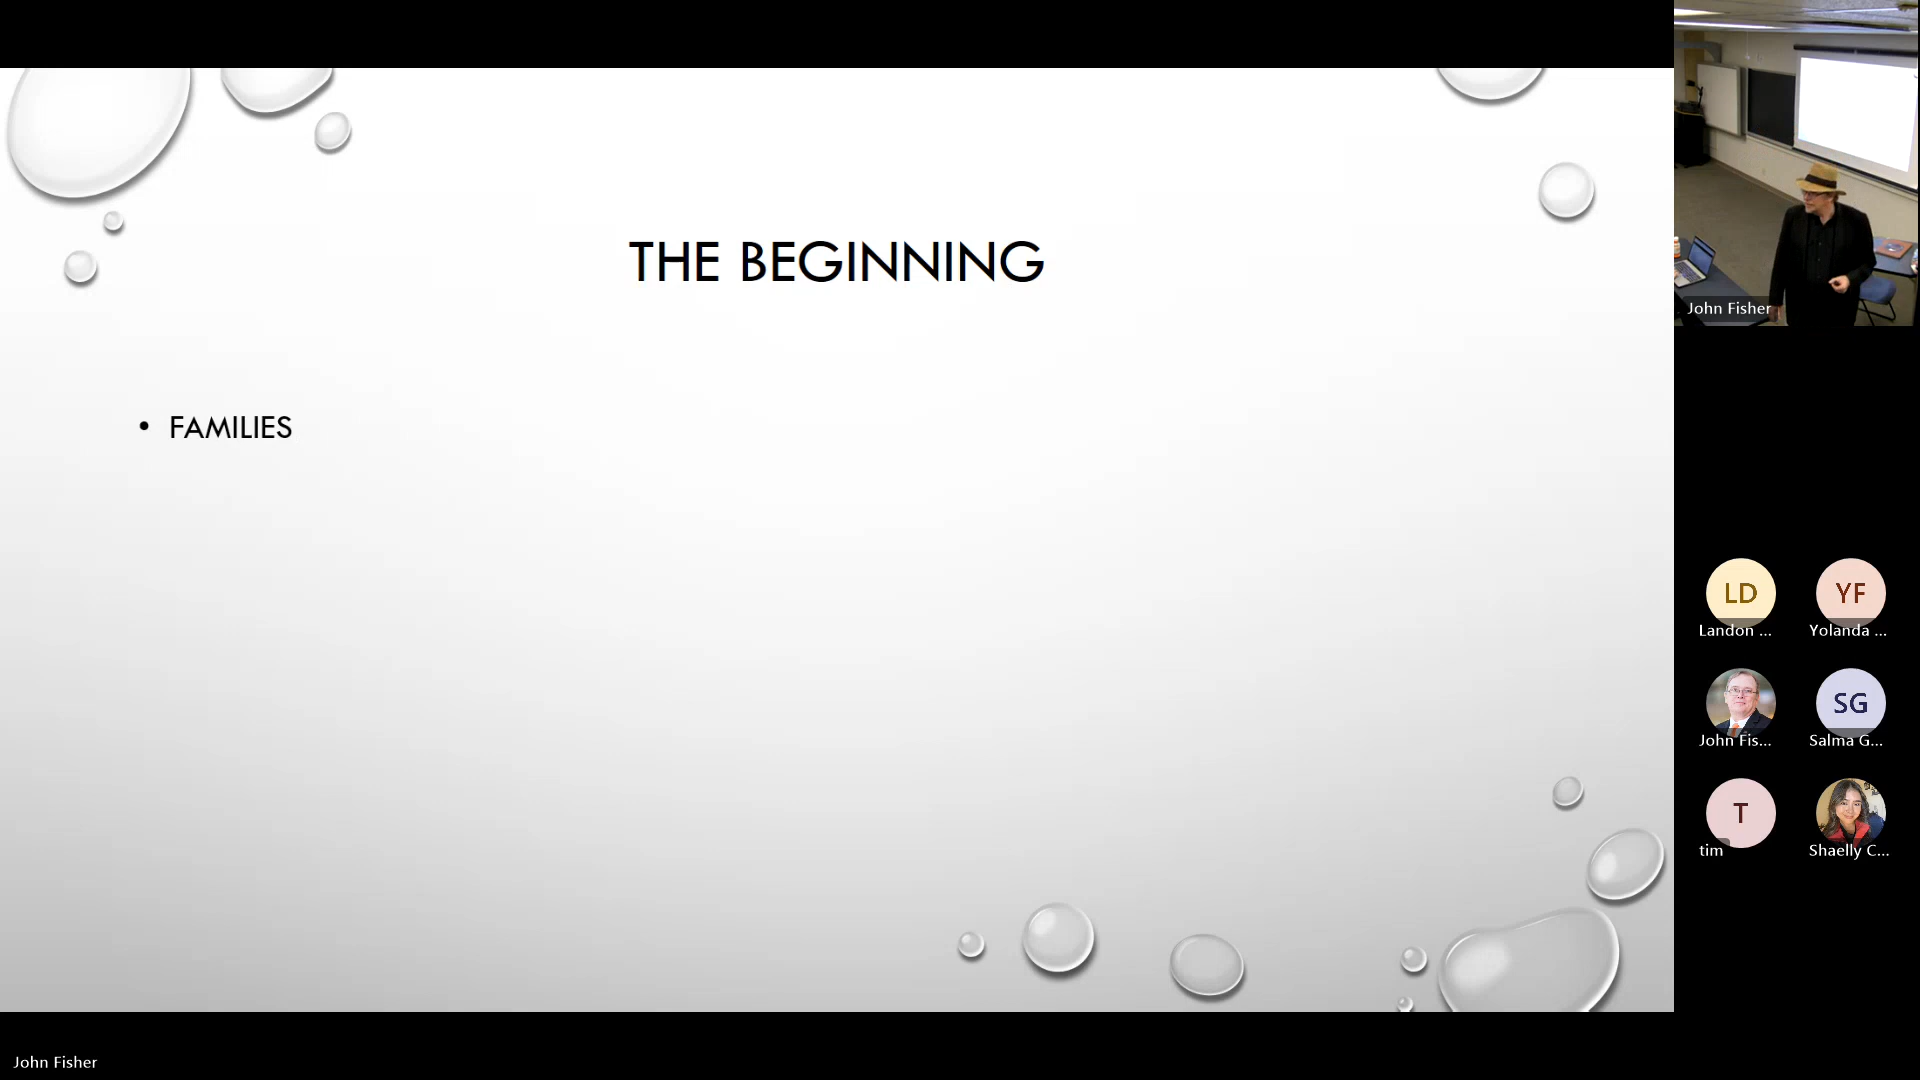 THE BEGINNING
• FAMILIES
John Fisher
LD
Landon ...
YF
Yolanda ...
John Fis...
SG
Salma G...
T
tim
Shaelly C...
John Fisher